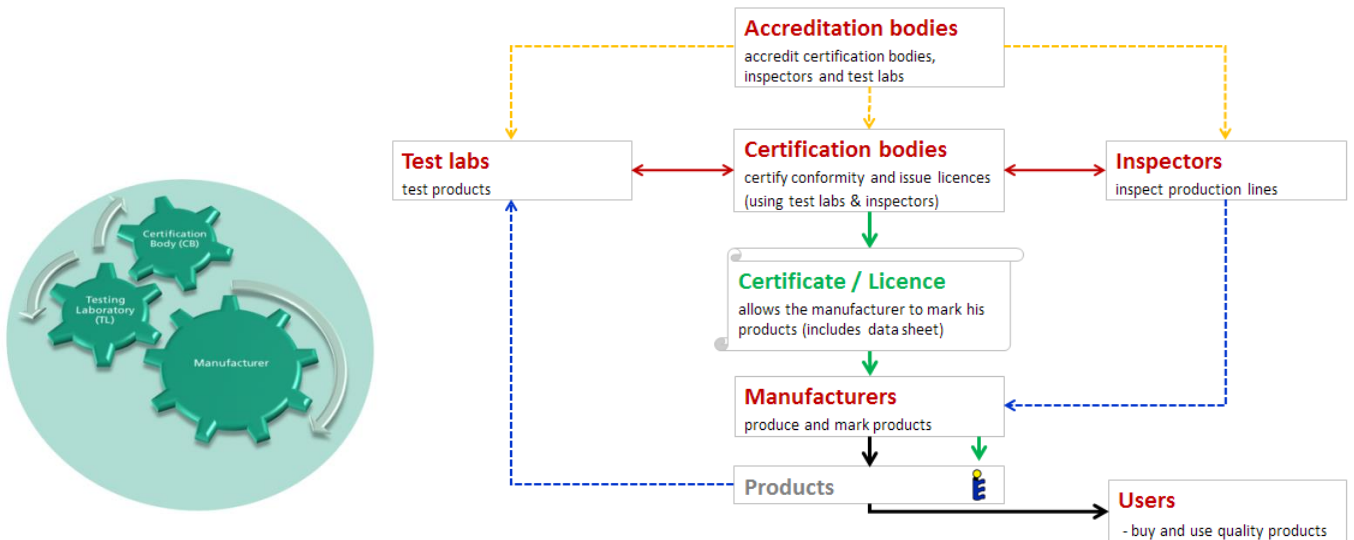 Accreditation bodies
accredit certification bodies,
inspectors and test labs
Test labs
test products
Certification bodies
certify conformity and issue licences
(using test labs & inspectors)
Inspectors
inspect production lines
Certification
Body (CB)
Testing
Laboratory
(TL)
Manufacturer
Certificate / Licence
allows the manufacturer to mark his
products (includes data sheet)
Manufacturers
produce and mark products
Products
Users
- buy and use quality products